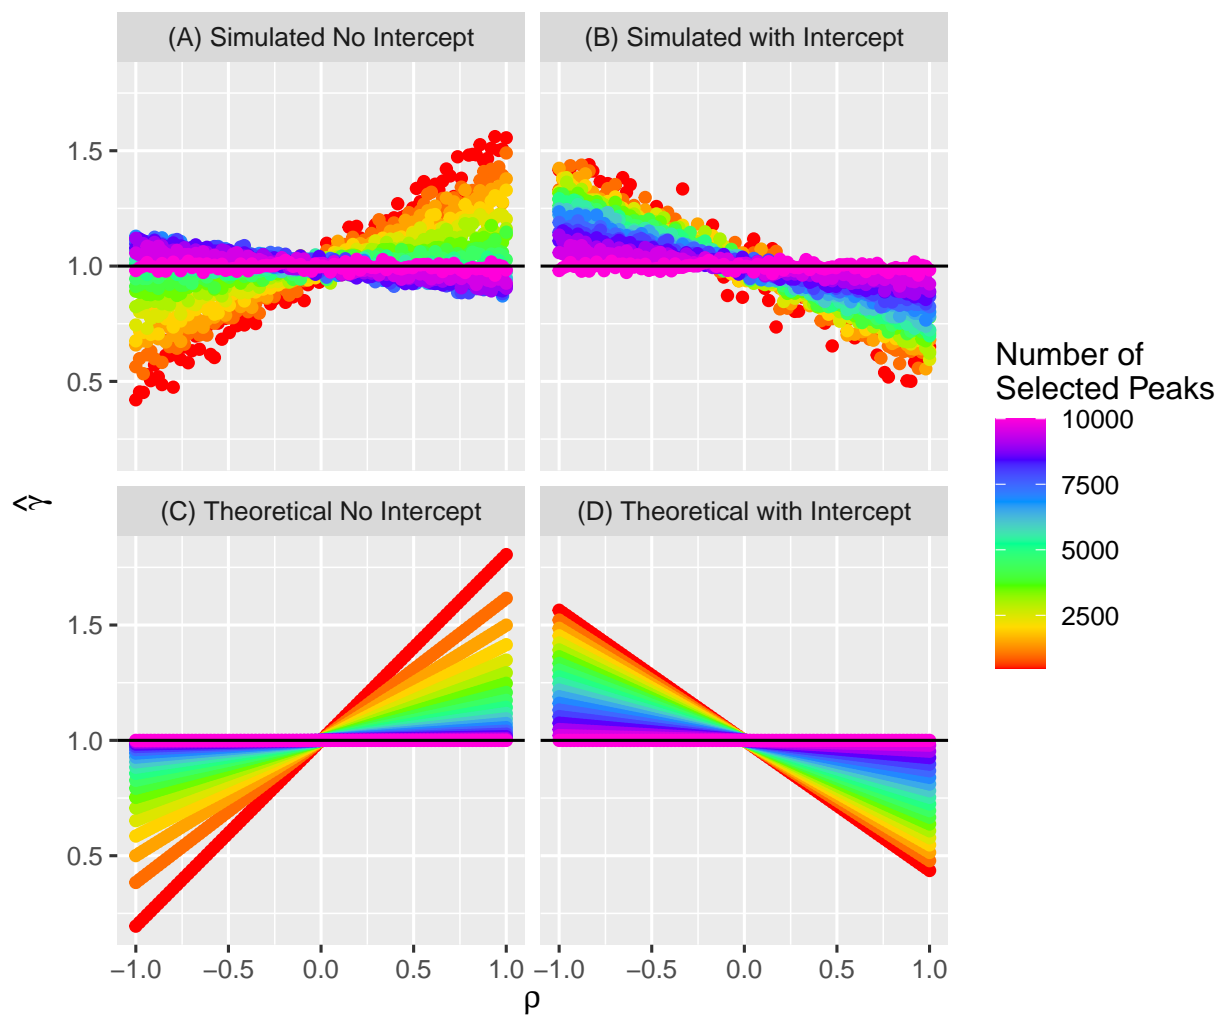 (A) Simulated No Intercept
(B) Simulated with Intercept
1.5
1.0
0.5
(C) Theoretical No Intercept
(D) Theoretical with Intercept
1.5
1.0
0.5
−1.0 −0.5 0.0 0.5 1.0
−1.0 −0.5 0.0 0.5 1.0
ρ
γ̂
Number of
Selected Peaks
10000
7500
5000
2500